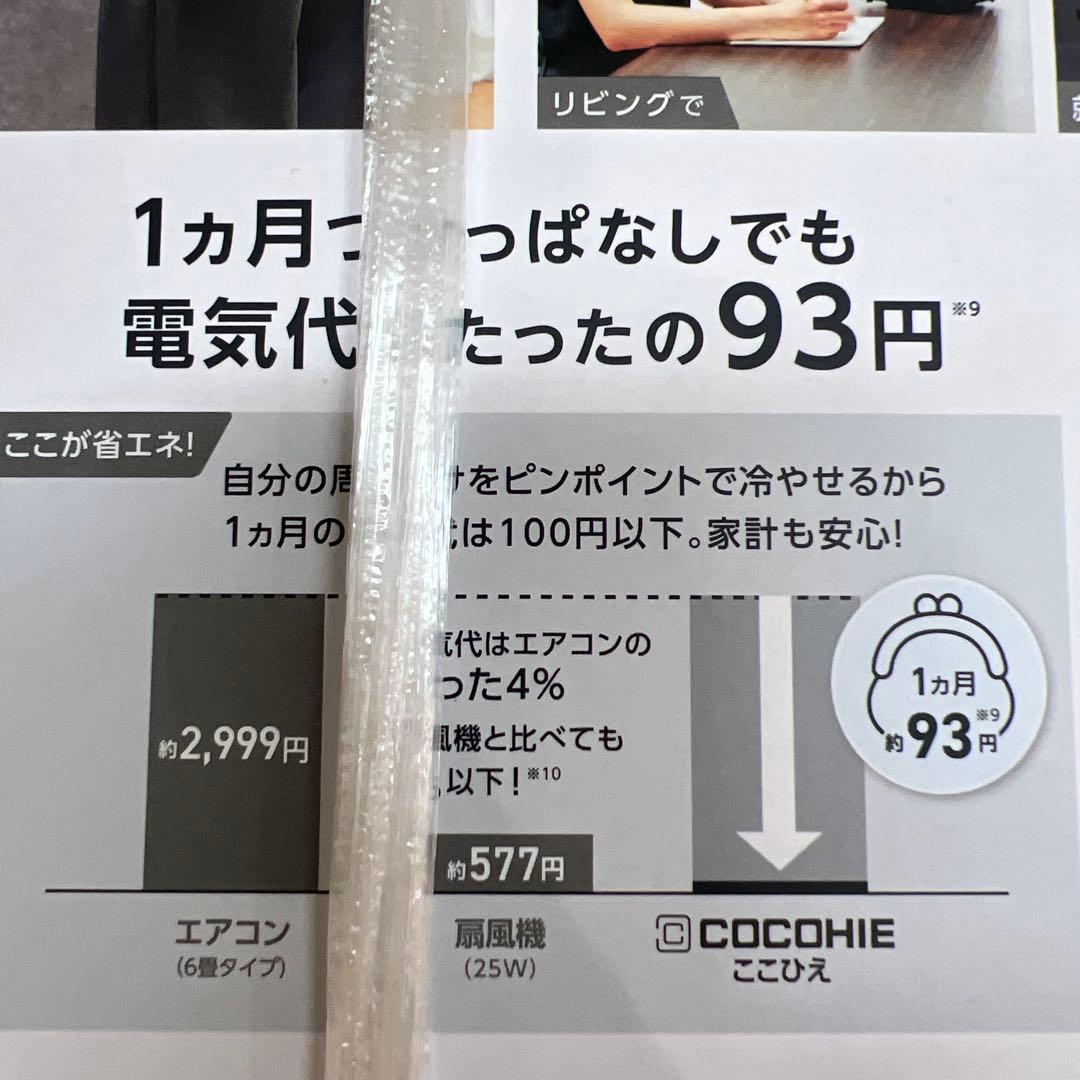 リビングで
1ヵ月つ っぱなしでも
電気代 たったの93円※9
ここが省エネ!
自分の周 けをピンポイントで冷やせるから
1ヵ月の 代は100円以下。家計も安心!
気代はエアコンの
った4%
風機と比べても
以下!※10
1ヵ月
約93円※9
約2,999円
約577円
エアコン
(6畳タイプ)
扇風機
(25W)
COCOHIE
ここひえ